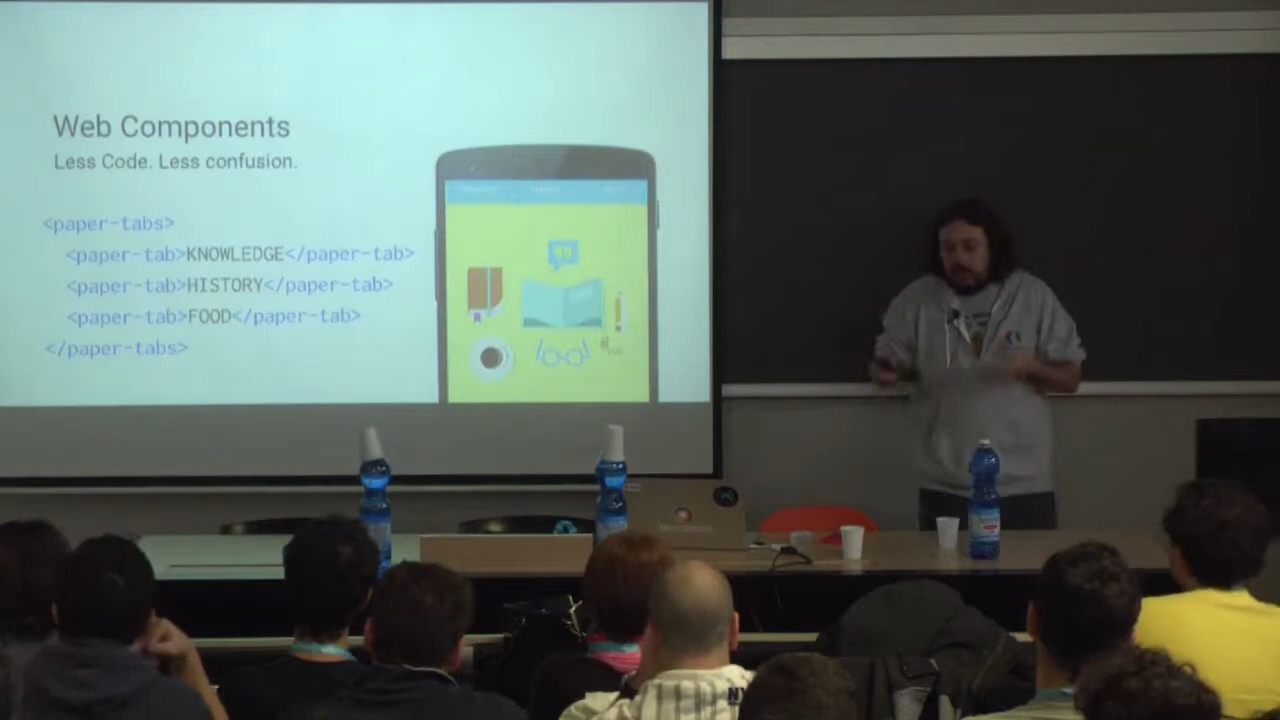 Web Components
Less Code. Less confusion.
<paper-tabs>
<paper-tab>KNOWLEDGE</paper-tab>
<paper-tab>HISTORY</paper-tab>
<paper-tab>FOOD</paper-tab>
</paper-tabs>
NY